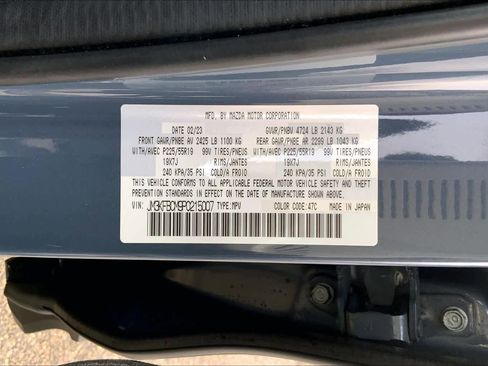 MFD. BY MAZDA MOTOR CORPORATION
DATE 02/23 GVWR/PNBV 4724 LB 2143 KG
FRONT GAWR/PNBE AV 2425 LB 1100 KG REAR GAWR/PNBE AR 2299 LB 1043 KG
WITH/AVEC P225/55R19 99V TIRES/PNEUS WITH/AVEC P225/55R19 99V TIRES/PNEUS
19X7J RIMS/JANTES 19X7J RIMS/JANTES
240 KPA/35 PSI COLD/A FROID 240 KPA/35 PSI COLD/A FROID
THIS VEHICLE CONFORMS TO ALL APPLICABLE FEDERAL MOTOR VEHICLE SAFETY AND THEFT
PREVENTION STANDARDS IN EFFECT ON THE DATE OF MANUFACTURE SHOWN ABOVE.
VIN: JM3KFBCM9P0215007 TYPE:MPV COLOR CODE: 47C MADE IN JAPAN